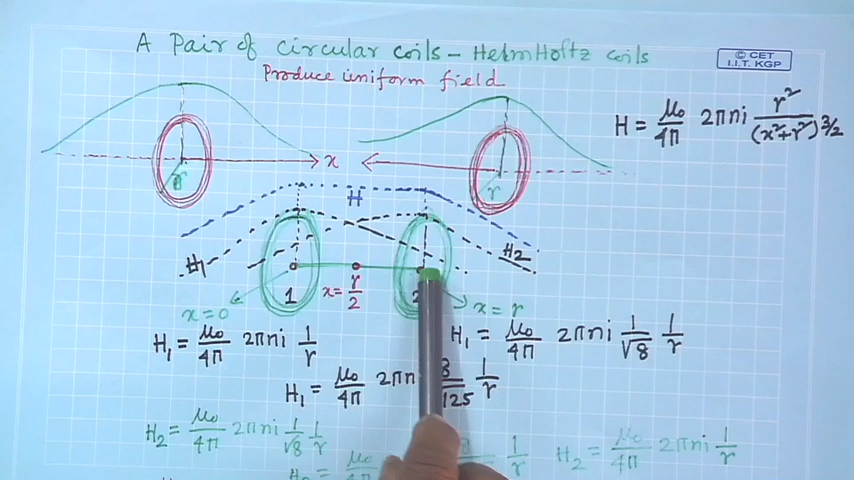 A Pair of circular coils – HelmHoltz coils
© CET
I.I.T. KGP
Produce uniform field
H = μ₀/4π 2πni r²/(x²+r²)^3/2
x
r
r
H
H₁
H₂
1
x = r/2
x = 0
x = r
H₁ = μ₀/4π 2πni 1/r
H₁ = μ₀/4π 2πni 1/√8 1/r
H₁ = μ₀/4π 2πn 8/125 1/r
H₂ = μ₀/4π 2πni 1/√8 1/r
H₂ = μ₀/4π 2πni 1/r
1/r